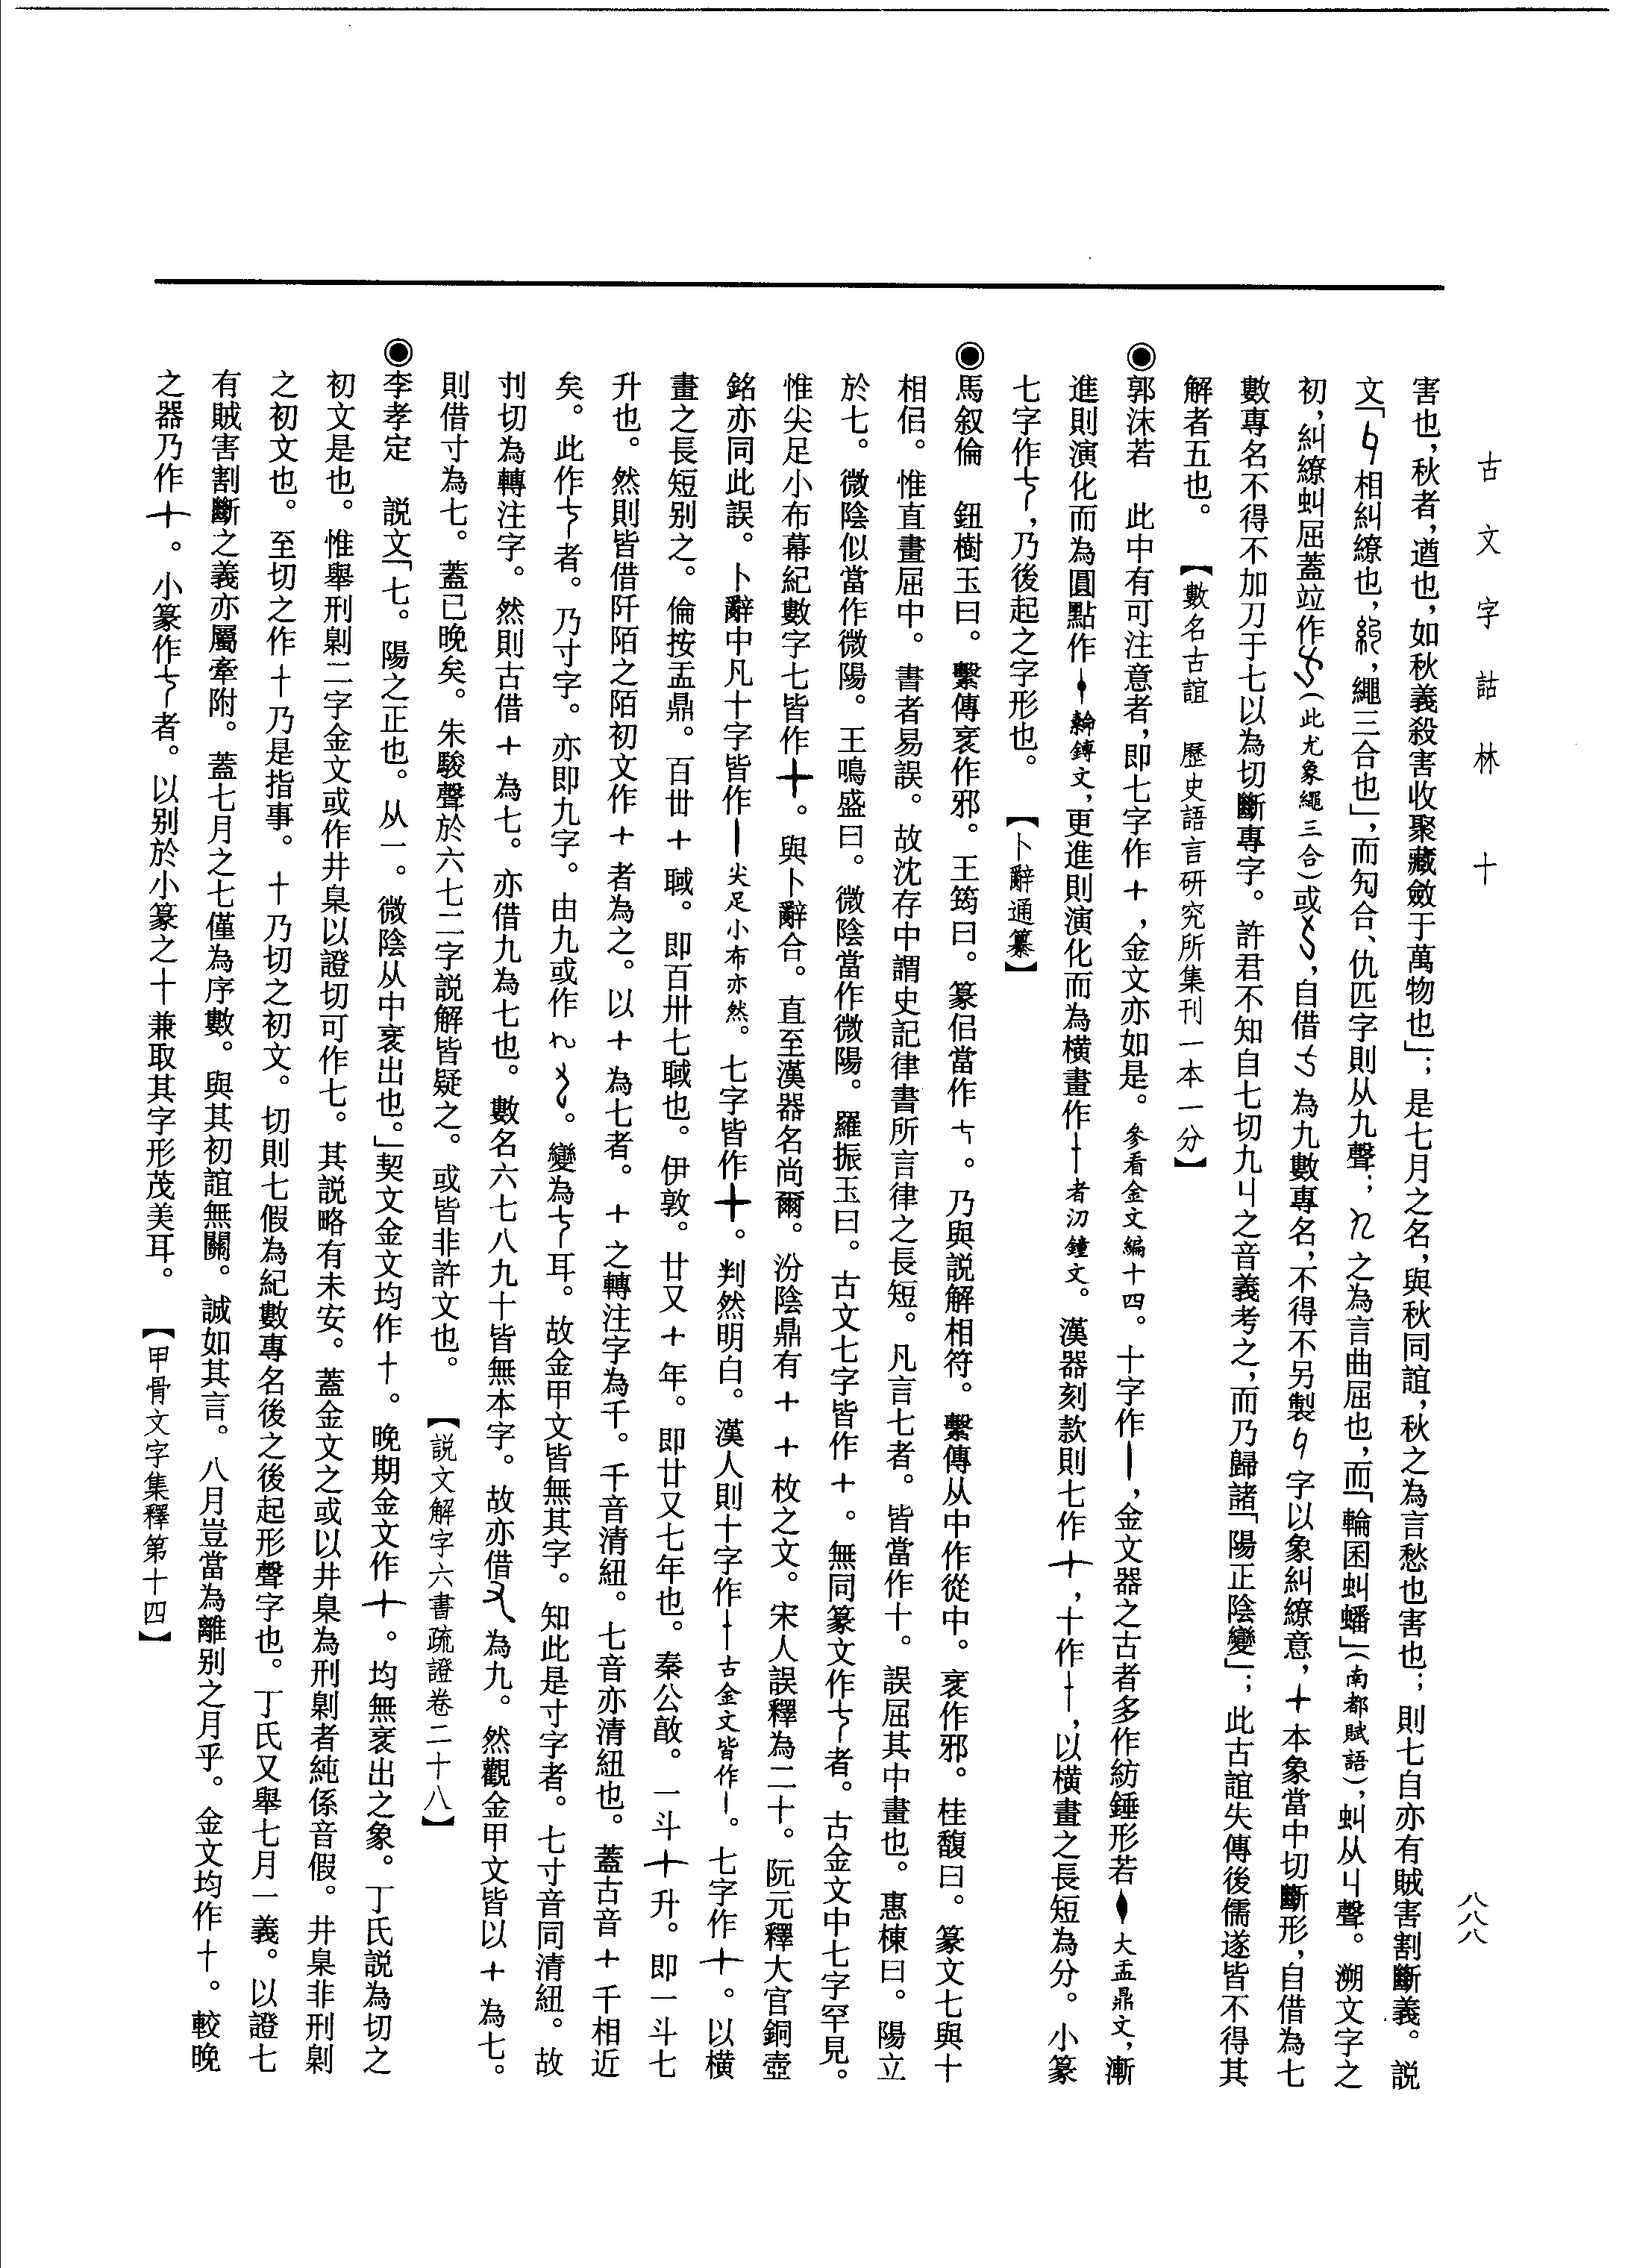 古文字詁林　十
八八八
害也，秋者，遒也，如秋義殺害收聚藏斂于萬物也」；是七月之名，與秋同誼，秋之為言愁也害也；則七自亦有賊害割斷義。説
文「丩相糾繚也，糾，繩三合也」，而勼合、仇匹字則从九聲；九之為言曲屈也，而「輪囷虯蟠」（南都賦語），虯从丩聲。溯文字之
初，糾繚虯屈蓋竝作（此尤象繩三合）或，自借為九數專名，不得不另製丩字以象糾繚意，十本象當中切斷形，自借為七
數專名不得不加刀于七以為切斷專字。許君不知自七切九丩之音義考之，而乃歸諸「陽正陰變」；此古誼失傳後儒遂皆不得其
解者五也。【數名古誼　歷史語言研究所集刊一本一分】
◉郭沫若　此中有可注意者，即七字作十，金文亦如是。參看金文編十四。十字作丨，金文器之古者多作紡錘形若大盂鼎文，漸
進則演化而為圓點作𦅫鎛文，更進則演化而為橫畫作者汈鐘文。漢器刻款則七作十，十作十，以橫畫之長短為分。小篆
七字作，乃後起之字形也。【卜辭通纂】
◉馬叙倫　鈕樹玉曰。繫傳衺作邪。王筠曰。篆佀當作。乃與説解相符。繫傳从中作從中。衺作邪。桂馥曰。篆文七與十
相佀。惟直畫屈中。書者易誤。故沈存中謂史記律書所言律之長短。凡言七者。皆當作十。誤屈其中畫也。惠棟曰。陽立
於七。微陰似當作微陽。王鳴盛曰。微陰當作微陽。羅振玉曰。古文七字皆作十。無同篆文作者。古金文中七字罕見。
惟尖足小布幕紀數字七皆作十。與卜辭合。直至漢器名尚爾。汾陰鼎有十十枚之文。宋人誤釋為二十。阮元釋大官銅壺
銘亦同此誤。卜辭中凡十字皆作丨尖足小布亦然。七字皆作十。判然明白。漢人則十字作十古金文皆作。七字作十。以橫
畫之長短别之。倫按盂鼎。百卌十聝。即百卅七聝也。伊敦。廿又十年。即廿又七年也。秦公敢。一斗十升。即一斗七
升也。然則皆借阡陌之陌初文作十者為之。以十為七者。十之轉注字為千。千音清紐。七音亦清紐也。蓋古音十千相近
矣。此作者。乃寸字。亦即九字。由九或作。變為耳。故金甲文皆無其字。知此是寸字者。七寸音同清紐。故
刌切為轉注字。然則古借十為七。亦借九為七也。數名六七八九十皆無本字。故亦借為九。然觀金甲文皆以十為七。
則借寸為七。蓋已晚矣。朱駿聲於六七二字説解皆疑之。或皆非許文也。【説文解字六書疏證卷二十八】
◉李孝定　説文「七。陽之正也。从一。微陰从中衺出也。」契文金文均作十。晚期金文作十。均無衺出之象。丁氏説為切之
初文是也。惟舉刑剠二字金文或作井臬以證切可作七。其説略有未安。蓋金文之或以井臬為刑剠者純係音假。井臬非刑剠
之初文也。至切之作十乃是指事。十乃切之初文。切則七假為紀數專名後之後起形聲字也。丁氏又舉七月一義。以證七
有賊害割斷之義亦屬牽附。蓋七月之七僅為序數。與其初誼無關。誠如其言。八月豈當為離别之月乎。金文均作十。較晚
之器乃作十。小篆作者。以别於小篆之十兼取其字形茂美耳。【甲骨文字集釋第十四】